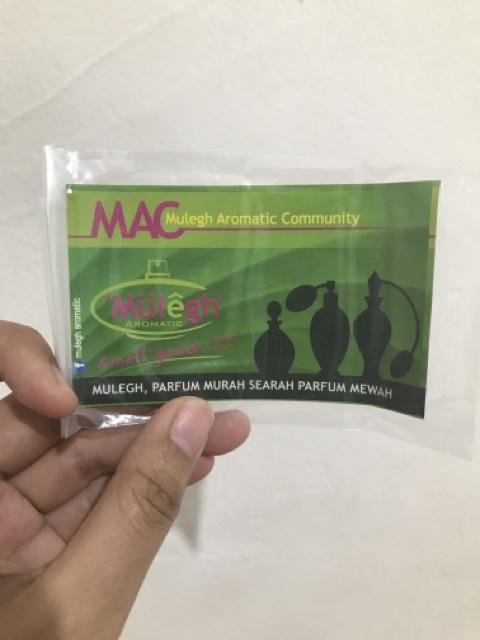 MAC Mulegh Aromatic Community
Mülêgh
AROMATIC
smell good..!!!
mulegh aromatic
MULEGH, PARFUM MURAH SEARAH PARFUM MEWAH